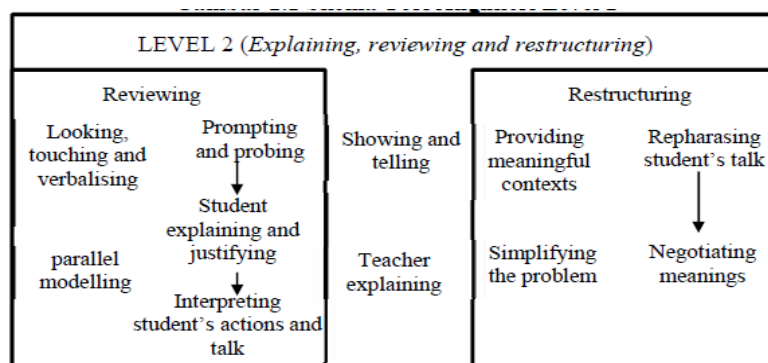 LEVEL 2 (Explaining, reviewing and restructuring)
Reviewing
Looking,
touching and
verbalising
Prompting
and probing
Student
explaining and
justifying
parallel
modelling
Interpreting
student's actions and
talk
Showing and
telling
Teacher
explaining
Restructuring
Providing
meaningful
contexts
Repharasing
student's talk
Simplifying
the problem
Negotiating
meanings